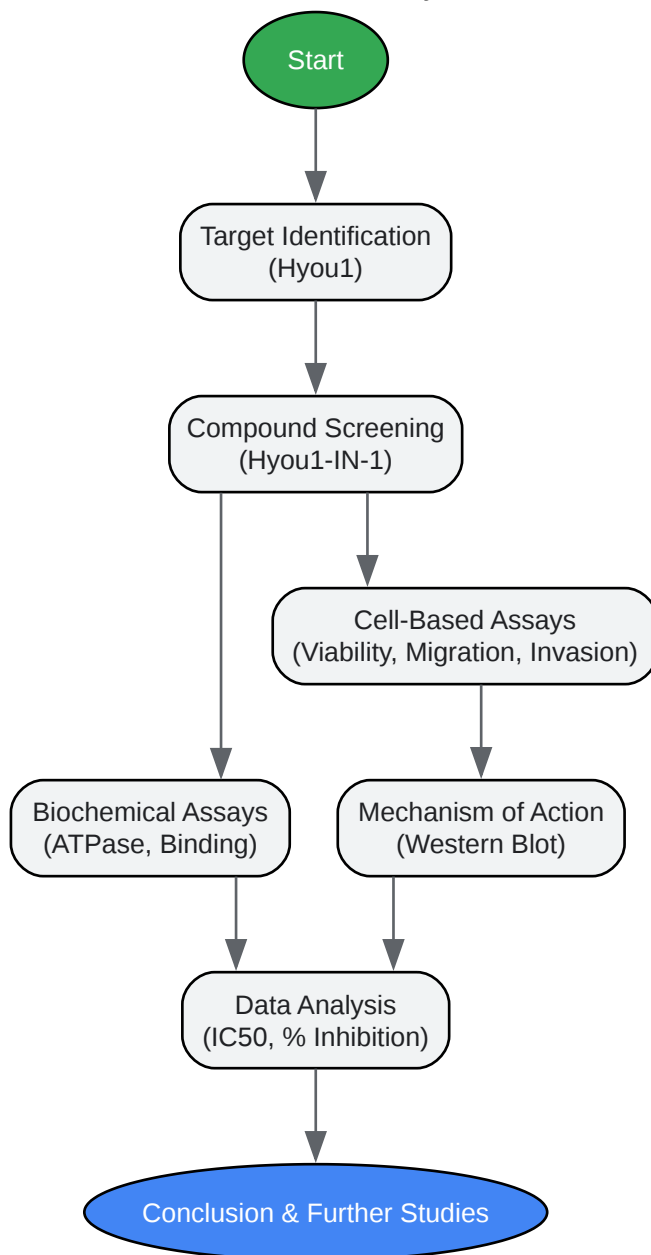 Start
Target Identification
(Hyou1)
Compound Screening
(Hyou1-IN-1)
Cell-Based Assays
(Viability, Migration, Invasion)
Biochemical Assays
(ATPase, Binding)
Mechanism of Action
(Western Blot)
Data Analysis
(IC50, % Inhibition)
Conclusion & Further Studies